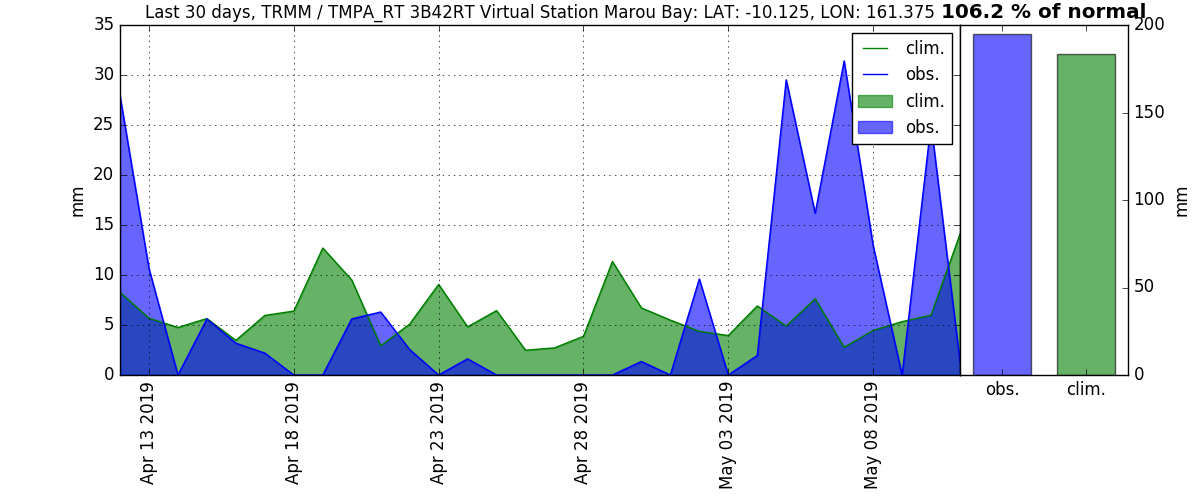 Last 30 days, TRMM / TMPA_RT 3B42RT Virtual Station Marou Bay: LAT: -10.125, LON: 161.375 106.2 % of normal
35
30
25
20
15
10
5
0
mm
clim.
obs.
clim.
obs.
200
150
100
50
0
mm
obs.
clim.
Apr 13 2019
Apr 18 2019
Apr 23 2019
Apr 28 2019
May 03 2019
May 08 2019